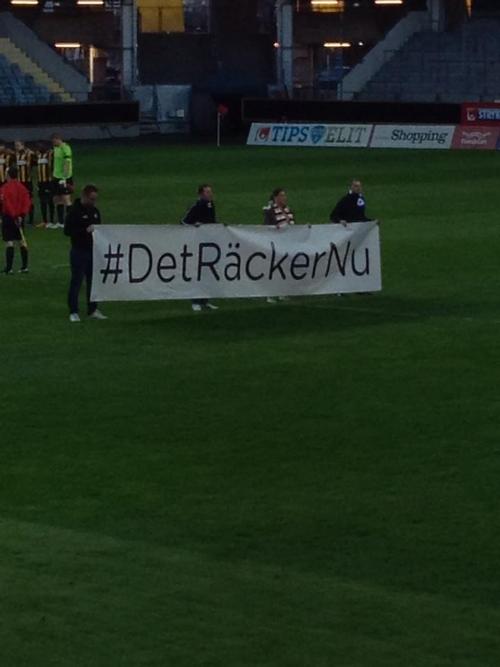 TIPS ELIT
Shopping
#DetRäckerNu